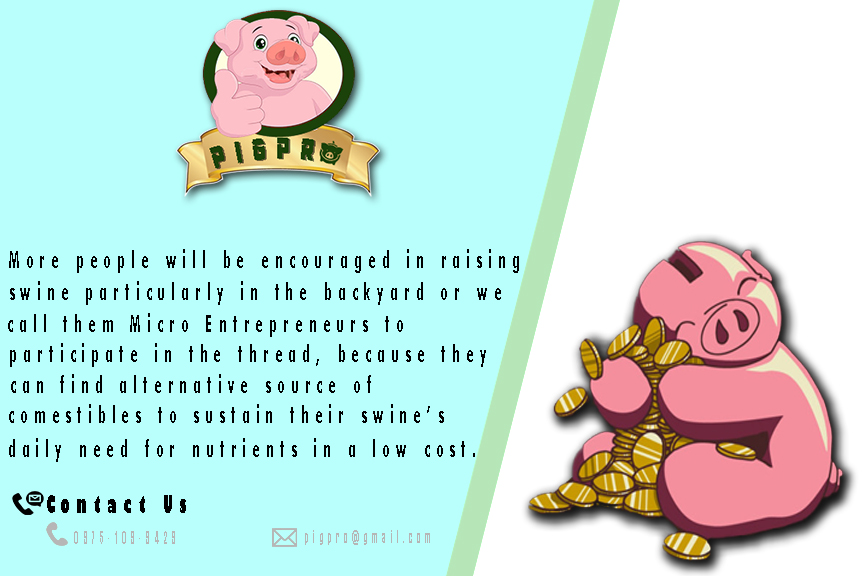 PIGPRO
More people will be encouraged in raising
swine particularly in the backyard or we
call them Micro Entrepreneurs to
participate in the thread, because they
can find alternative source of
comestibles to sustain their swine's
daily need for nutrients in a low cost.
Contact Us
pigpro@gmail.com